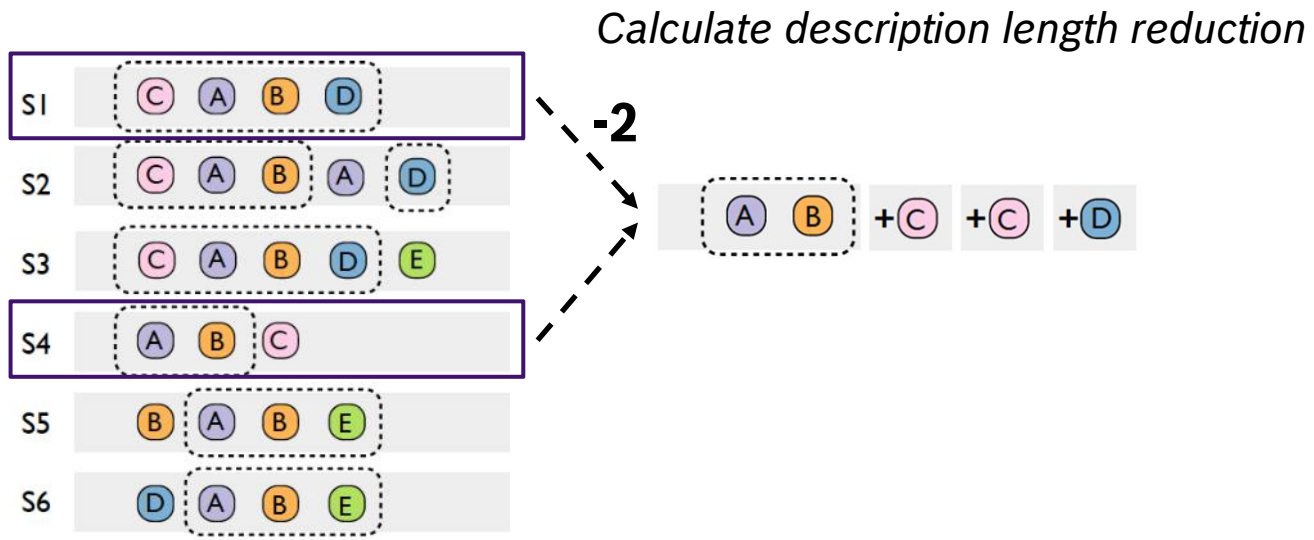 Calculate description length reduction
S1 C A B D
-2
S2 C A B A D
A B +C +C +D
S3 C A B D E
S4 A B C
S5 B A B E
S6 D A B E